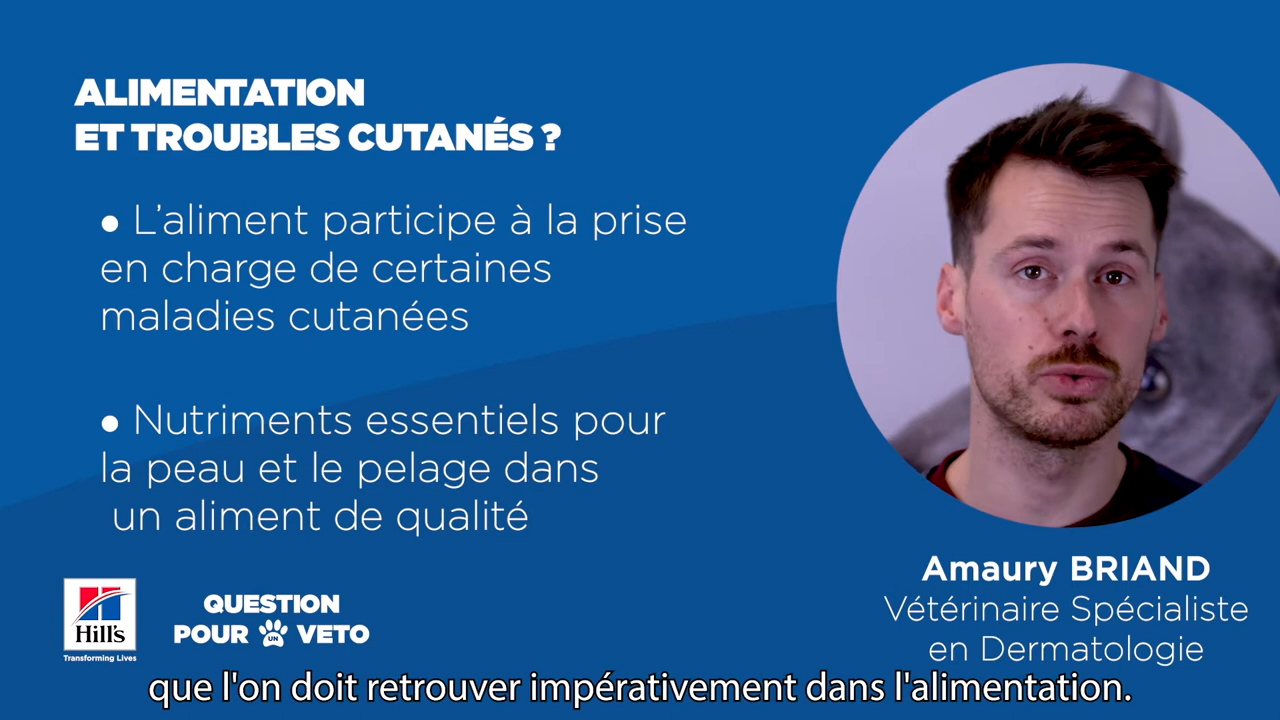 ALIMENTATION
ET TROUBLES CUTANÉS ?
• L'aliment participe à la prise
en charge de certaines
maladies cutanées
• Nutriments essentiels pour
la peau et le pelage dans
un aliment de qualité
Hill's
Transforming Lives
QUESTION
POUR UN VETO
Amaury BRIAND
Vétérinaire Spécialiste
en Dermatologie
que l'on doit retrouver impérativement dans l'alimentation.